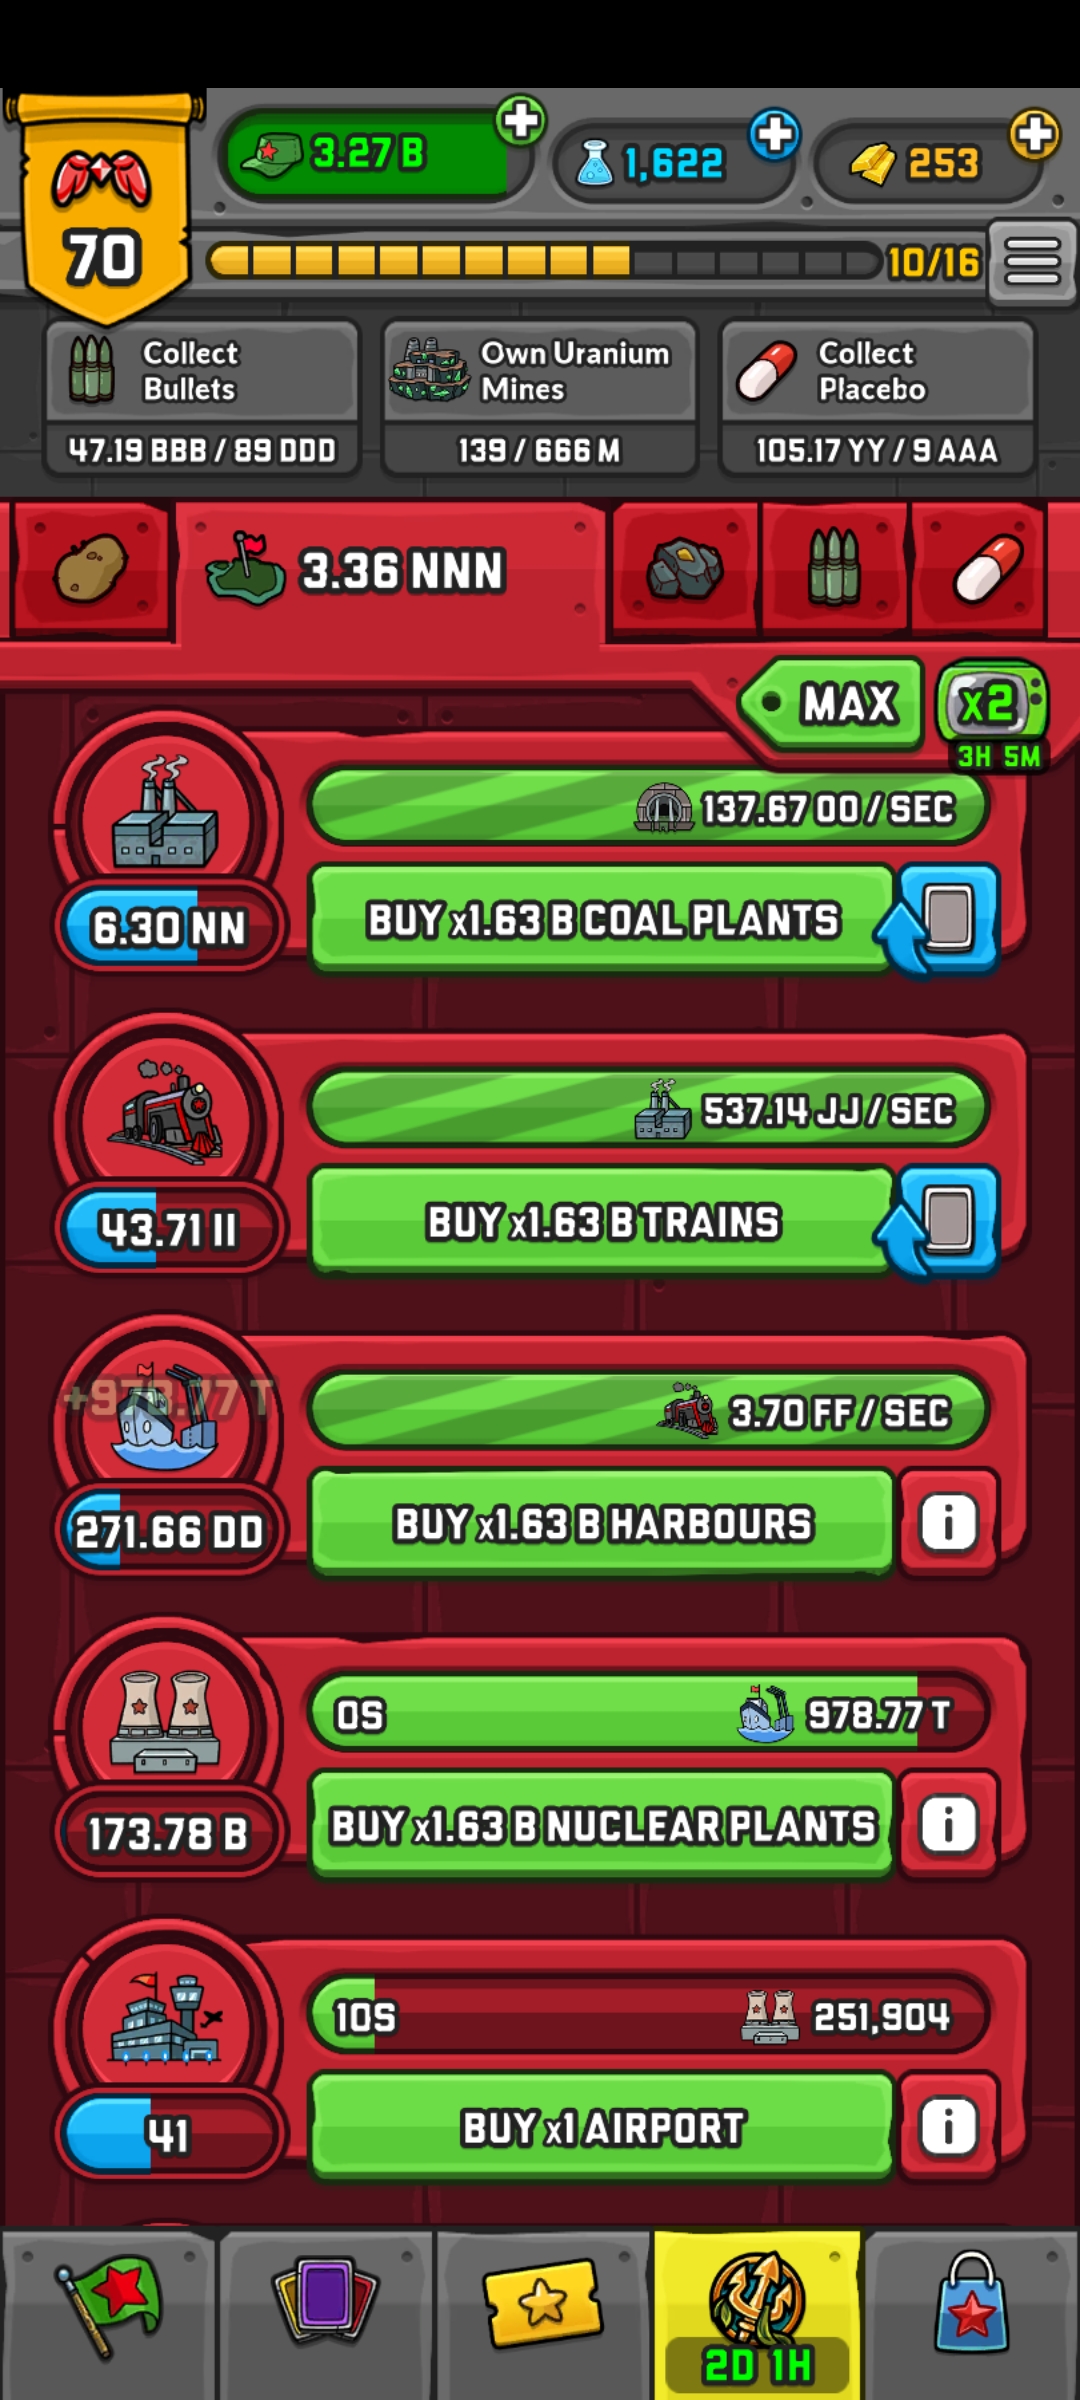 3.27 B
1,622
253
70
10/16
Collect
Bullets
47.19 BBB / 89 DDD
Own Uranium
Mines
139 / 666 M
Collect
Placebo
105.17 YY / 9 AAA
3.36 NNN
MAX
x2
3H 5M
137.67 OO / SEC
6.30 NN
BUY x1.63 B COAL PLANTS
537.14 JJ / SEC
43.71 II
BUY x1.63 B TRAINS
+978.77 T
3.70 FF / SEC
271.66 DD
BUY x1.63 B HARBOURS
i
0S
978.77 T
173.78 B
BUY x1.63 B NUCLEAR PLANTS
i
10S
251,904
41
BUY x1 AIRPORT
i
2D 1H